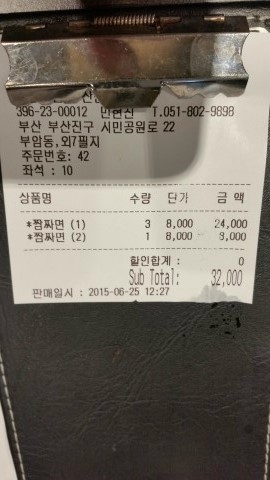 396-23-00012 민현신 T.051-802-9898
부산 부산진구 시민공원로 22
부암동,외7필지
주문번호: 42
좌석 : 10
상품명 수량 단가 금 액
*짬짜면 (1) 3 8,000 24,000
*짬짜면 (2) 1 8,000 8,000
할인합계 : 0
Sub Total: 32,000
판매일시 : 2015-06-25 12:27